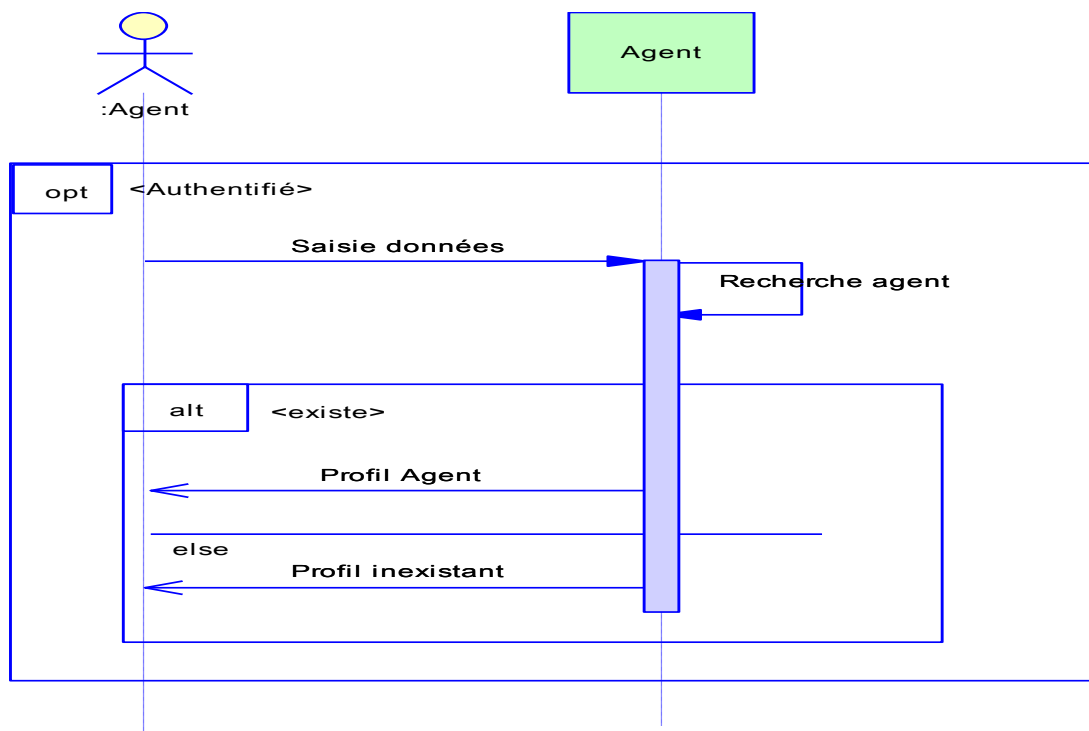 Agent
:Agent
opt
<Authentifié>
Saisie données
Recherche agent
alt
<existe>
Profil Agent
else
Profil inexistant